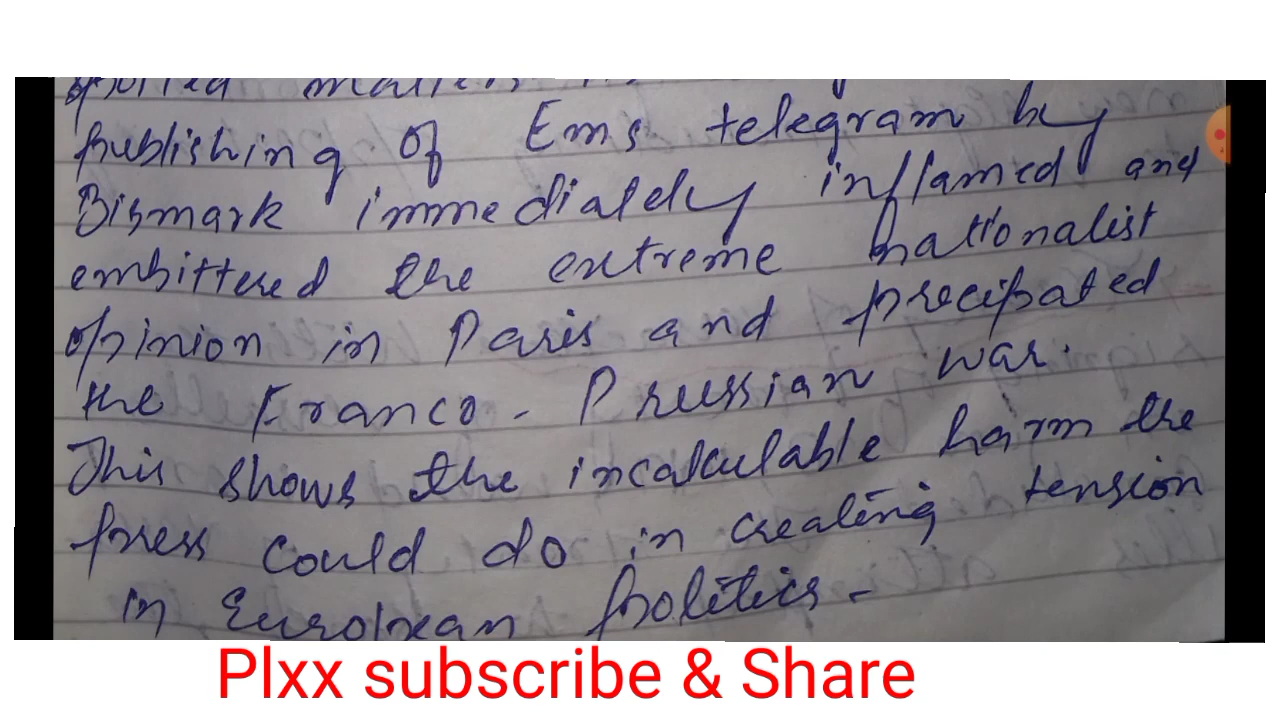 publishing of Ems telegram by
Bismark immediately inflamed and
embittered the extreme nationalist
opinion in Paris and precipated
the Franco-Prussian war.
This shows the incalculable harm the
press could do in creating tension
in European politics.
Plxx subscribe & Share